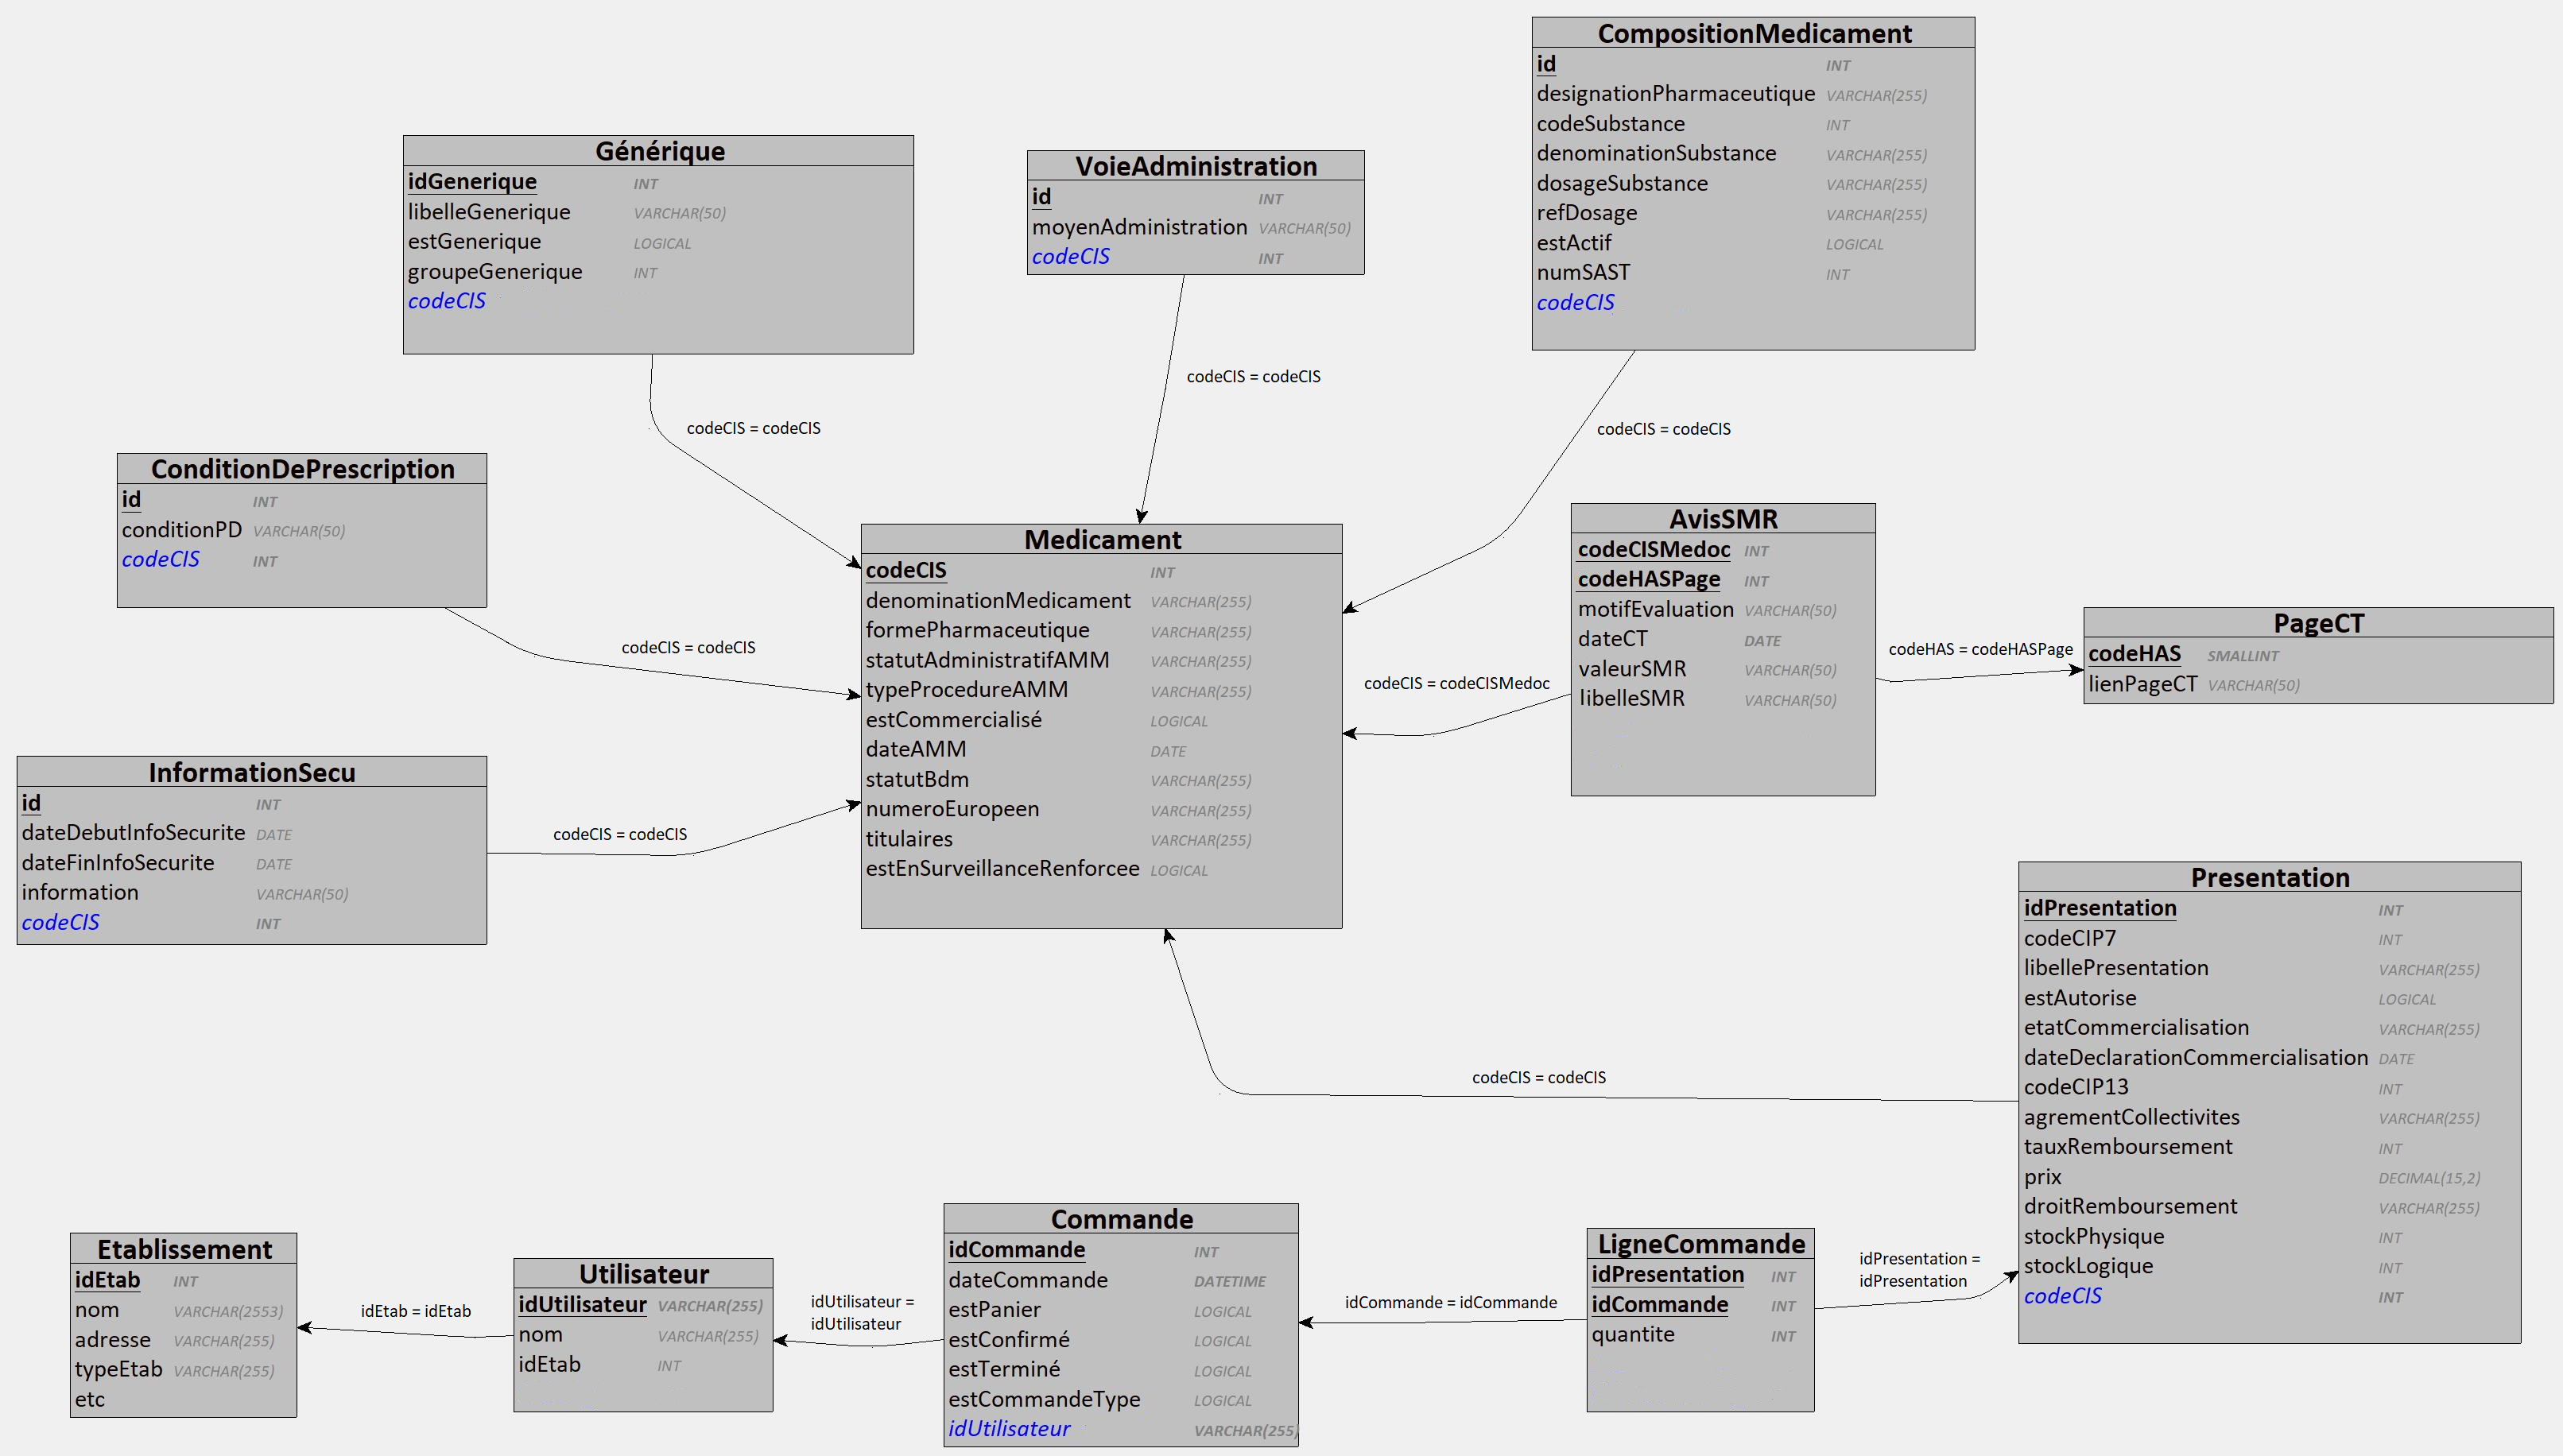 CompositionMedicament
id INT
designationPharmaceutique VARCHAR(255)
codeSubstance INT
denominationSubstance VARCHAR(255)
dosageSubstance VARCHAR(255)
refDosage VARCHAR(255)
estActif LOGICAL
numSAST INT
codeCIS
Générique
idGenerique INT
libelleGenerique VARCHAR(50)
estGenerique LOGICAL
groupeGenerique INT
codeCIS
VoieAdministration
id INT
moyenAdministration VARCHAR(50)
codeCIS INT
codeCIS = codeCIS
codeCIS = codeCIS
codeCIS = codeCIS
ConditionDePrescription
id INT
conditionPD VARCHAR(50)
codeCIS INT
codeCIS = codeCIS
Medicament
codeCIS INT
denominationMedicament VARCHAR(255)
formePharmaceutique VARCHAR(255)
statutAdministratifAMM VARCHAR(255)
typeProcedureAMM VARCHAR(255)
estCommercialisé LOGICAL
dateAMM DATE
statutBdm VARCHAR(255)
numeroEuropeen VARCHAR(255)
titulaires VARCHAR(255)
estEnSurveillanceRenforcee LOGICAL
AvisSMR
codeCISMedoc INT
codeHASPage INT
motifEvaluation VARCHAR(50)
dateCT DATE
valeurSMR VARCHAR(50)
libelleSMR VARCHAR(50)
codeCIS = codeCISMedoc
codeHAS = codeHASPage
PageCT
codeHAS SMALLINT
lienPageCT VARCHAR(50)
InformationSecu
id INT
dateDebutInfoSecurite DATE
dateFinInfoSecurite DATE
information VARCHAR(50)
codeCIS INT
codeCIS = codeCIS
Presentation
idPresentation INT
codeCIP7 INT
libellePresentation VARCHAR(255)
estAutorise LOGICAL
etatCommercialisation VARCHAR(255)
dateDeclarationCommercialisation DATE
codeCIP13 INT
agrementCollectivites VARCHAR(255)
tauxRemboursement INT
prix DECIMAL(15,2)
droitRemboursement VARCHAR(255)
stockPhysique INT
stockLogique INT
codeCIS INT
codeCIS = codeCIS
Etablissement
idEtab INT
nom VARCHAR(2553)
adresse VARCHAR(255)
typeEtab VARCHAR(255)
etc
idEtab = idEtab
Utilisateur
idUtilisateur VARCHAR(255)
nom VARCHAR(255)
idEtab INT
idUtilisateur =
idUtilisateur
Commande
idCommande INT
dateCommande DATETIME
estPanier LOGICAL
estConfirmé LOGICAL
estTerminé LOGICAL
estCommandeType LOGICAL
idUtilisateur VARCHAR(255)
idCommande = idCommande
LigneCommande
idPresentation INT
idCommande INT
quantite INT
idPresentation =
idPresentation